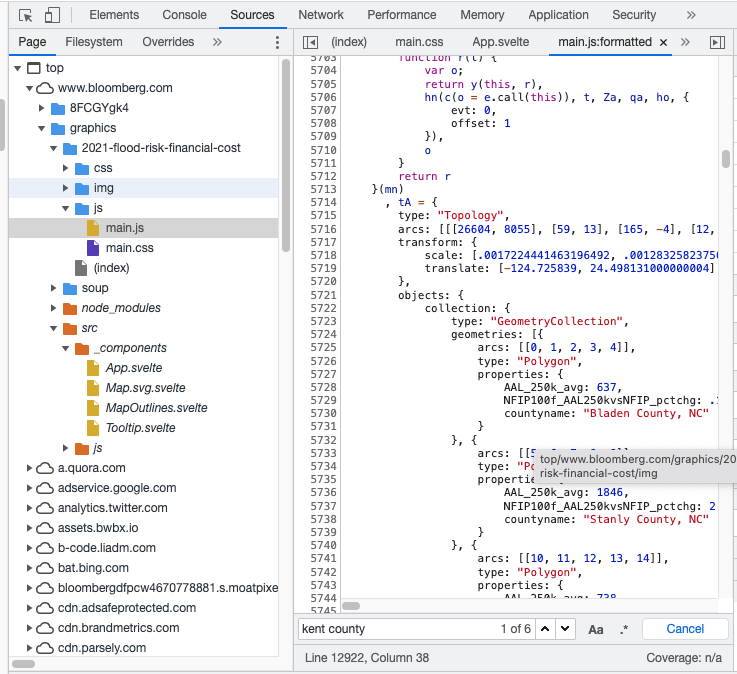 Elements Console Sources Network Performance Memory Application Security »
Page Filesystem Overrides »
(index) main.css App.svelte main.js:formatted × »
top
www.bloomberg.com
8FCGYgk4
graphics
2021-flood-risk-financial-cost
css
img
js
main.js
main.css
(index)
soup
node_modules
src
_components
App.svelte
Map.svg.svelte
MapOutlines.svelte
Tooltip.svelte
js
a.quora.com
adservice.google.com
analytics.twitter.com
assets.bwbx.io
b-code.liadm.com
bat.bing.com
bloombergdfpcw4670778881.s.moatpixe
cdn.adsafeprotected.com
cdn.brandmetrics.com
cdn.parsely.com
5703 function r(t) {
5704 var o;
5705 return y(this, r),
5706 hn(c(o = e.call(this)), t, Za, qa, ho, {
5707 evt: 0,
5708 offset: 1
5709 }),
5710 o
5711 }
5712 return r
5713 }(mn)
5714 , tA = {
5715 type: "Topology",
5716 arcs: [[[26604, 8055], [59, 13], [165, -4], [12,
5717 transform: {
5718 scale: [.0017224441463196492, .00128325823750
5719 translate: [-124.725839, 24.498131000000004]
5720 },
5721 objects: {
5722 collection: {
5723 type: "GeometryCollection",
5724 geometries: [{
5725 arcs: [[0, 1, 2, 3, 4]],
5726 type: "Polygon",
5727 properties: {
5728 AAL_250k_avg: 637,
5729 NFIP100f_AAL250kvsNFIP_pctchg: .
5730 countyname: "Bladen County, NC"
5731 }
5732 }, {
5733 arcs: [[5
5734 type: "Po
5735 properties
5736 AAL_250k_avg: 1846,
5737 NFIP100f_AAL250kvsNFIP_pctchg: 2
5738 countyname: "Stanly County, NC"
5739 }
5740 }, {
5741 arcs: [[10, 11, 12, 13, 14]],
5742 type: "Polygon",
5743 properties: {
5744 AAL_250k_avg: 738
5745
top/www.bloomberg.com/graphics/20
risk-financial-cost/img
kent county 1 of 6 Aa .* Cancel
Line 12922, Column 38 Coverage: n/a